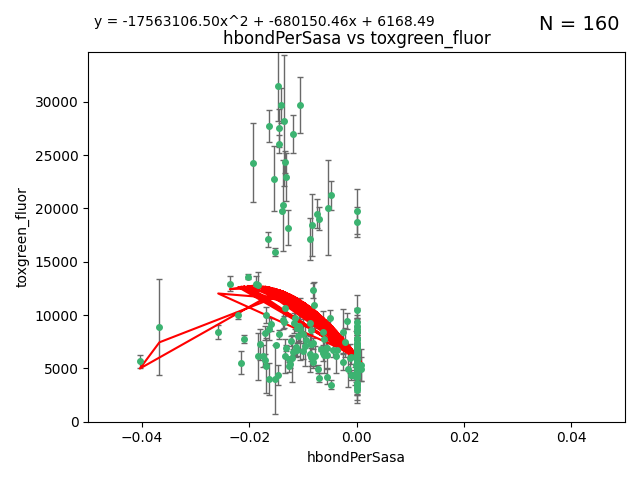 y = -17563106.50x^2 + -680150.46x + 6168.49
N = 160
hbondPerSasa vs toxgreen_fluor
30000
25000
20000
15000
10000
5000
0
toxgreen_fluor
−0.04
−0.02
0.00
0.02
0.04
hbondPerSasa